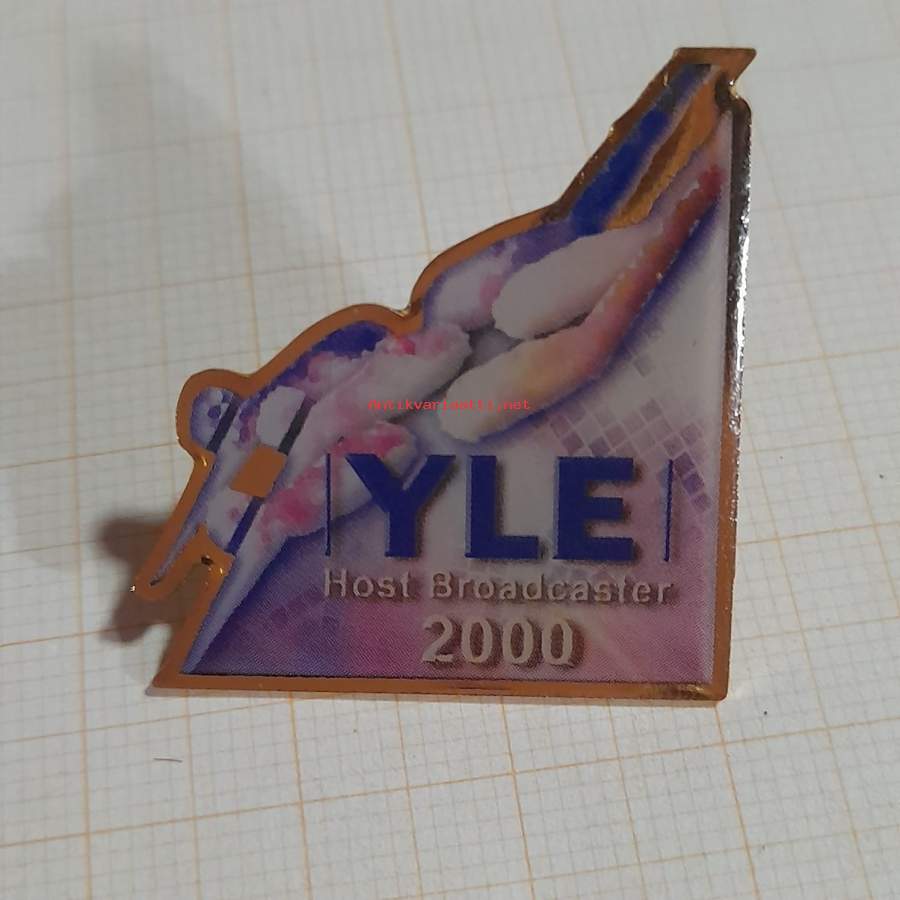 antikvariaatti.net
YLE
Host Broadcaster
2000